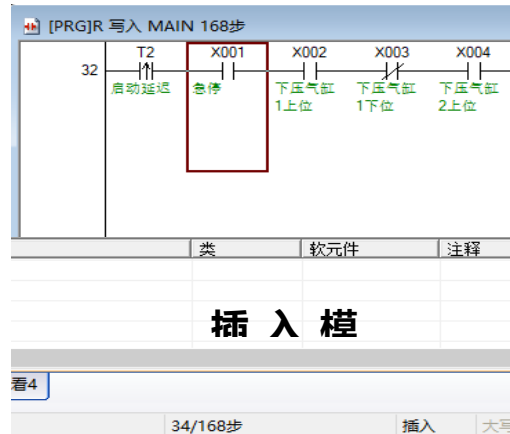 [PRG]R 写入 MAIN 168步
T2 X001 X002 X003 X004
32
启动延迟 急停 下压气缸 下压气缸 下压气缸
1上位 1下位 2上位
类 软元件 注释
插入模
看4
34/168步 插入 大写